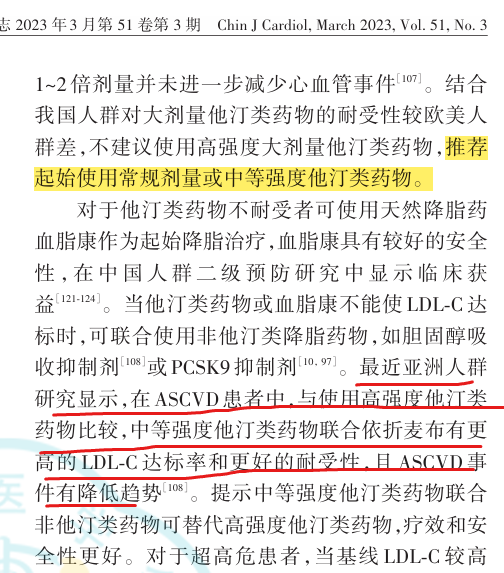 志 2023 年 3 月第 51 卷第 3 期 Chin J Cardiol, March 2023, Vol. 51, No. 3
1~2 倍剂量并未进一步减少心血管事件[107]。结合
我国人群对大剂量他汀类药物的耐受性较欧美人
群差,不建议使用高强度大剂量他汀类药物,推荐
起始使用常规剂量或中等强度他汀类药物。
对于他汀类药物不耐受者可使用天然降脂药
血脂康作为起始降脂治疗,血脂康具有较好的安全
性,在中国人群二级预防研究中显示临床获
益[121-124]。当他汀类药物或血脂康不能使 LDL-C 达
标时,可联合使用非他汀类降脂药物,如胆固醇吸
收抑制剂[108]或 PCSK9 抑制剂[10, 97]。最近亚洲人群
研究显示,在 ASCVD 患者中,与使用高强度他汀类
药物比较,中等强度他汀类药物联合依折麦布有更
高的 LDL-C 达标率和更好的耐受性,且 ASCVD 事
件有降低趋势[108]。提示中等强度他汀类药物联合
非他汀类药物可替代高强度他汀类药物,疗效和安
全性更好。对于超高危患者,当基线 LDL-C 较高
医